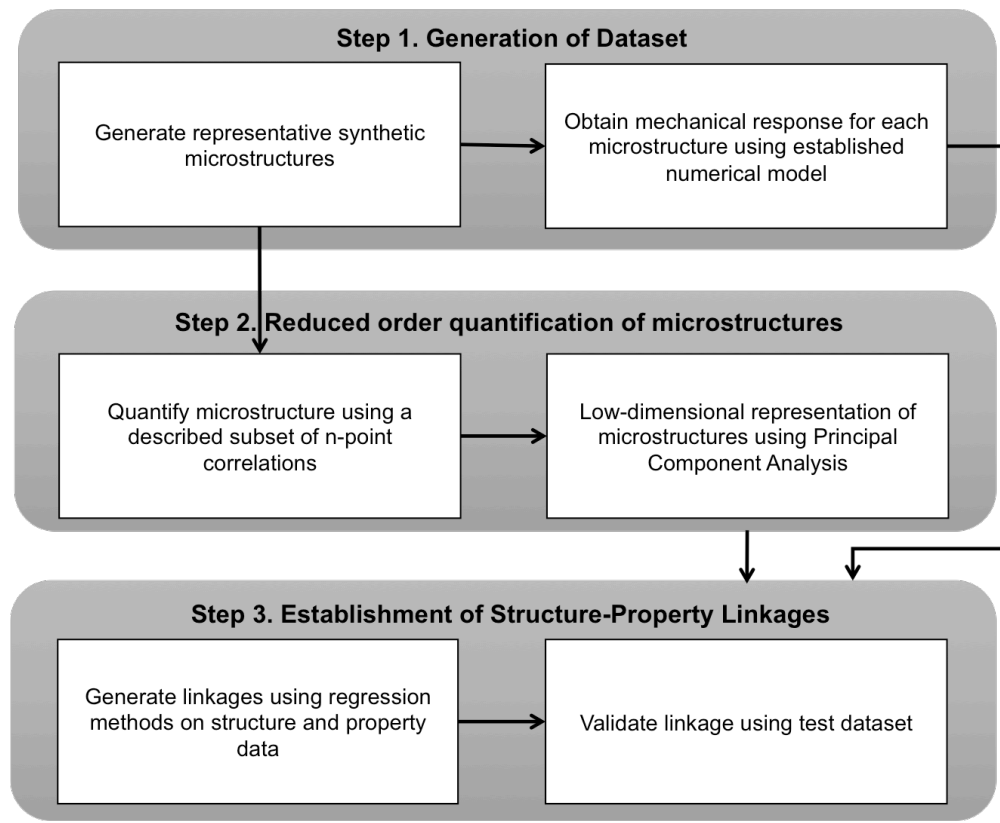 Step 1. Generation of Dataset
Generate representative synthetic
microstructures
Obtain mechanical response for each
microstructure using established
numerical model
Step 2. Reduced order quantification of microstructures
Quantify microstructure using a
described subset of n-point
correlations
Low-dimensional representation of
microstructures using Principal
Component Analysis
Step 3. Establishment of Structure-Property Linkages
Generate linkages using regression
methods on structure and property
data
Validate linkage using test dataset